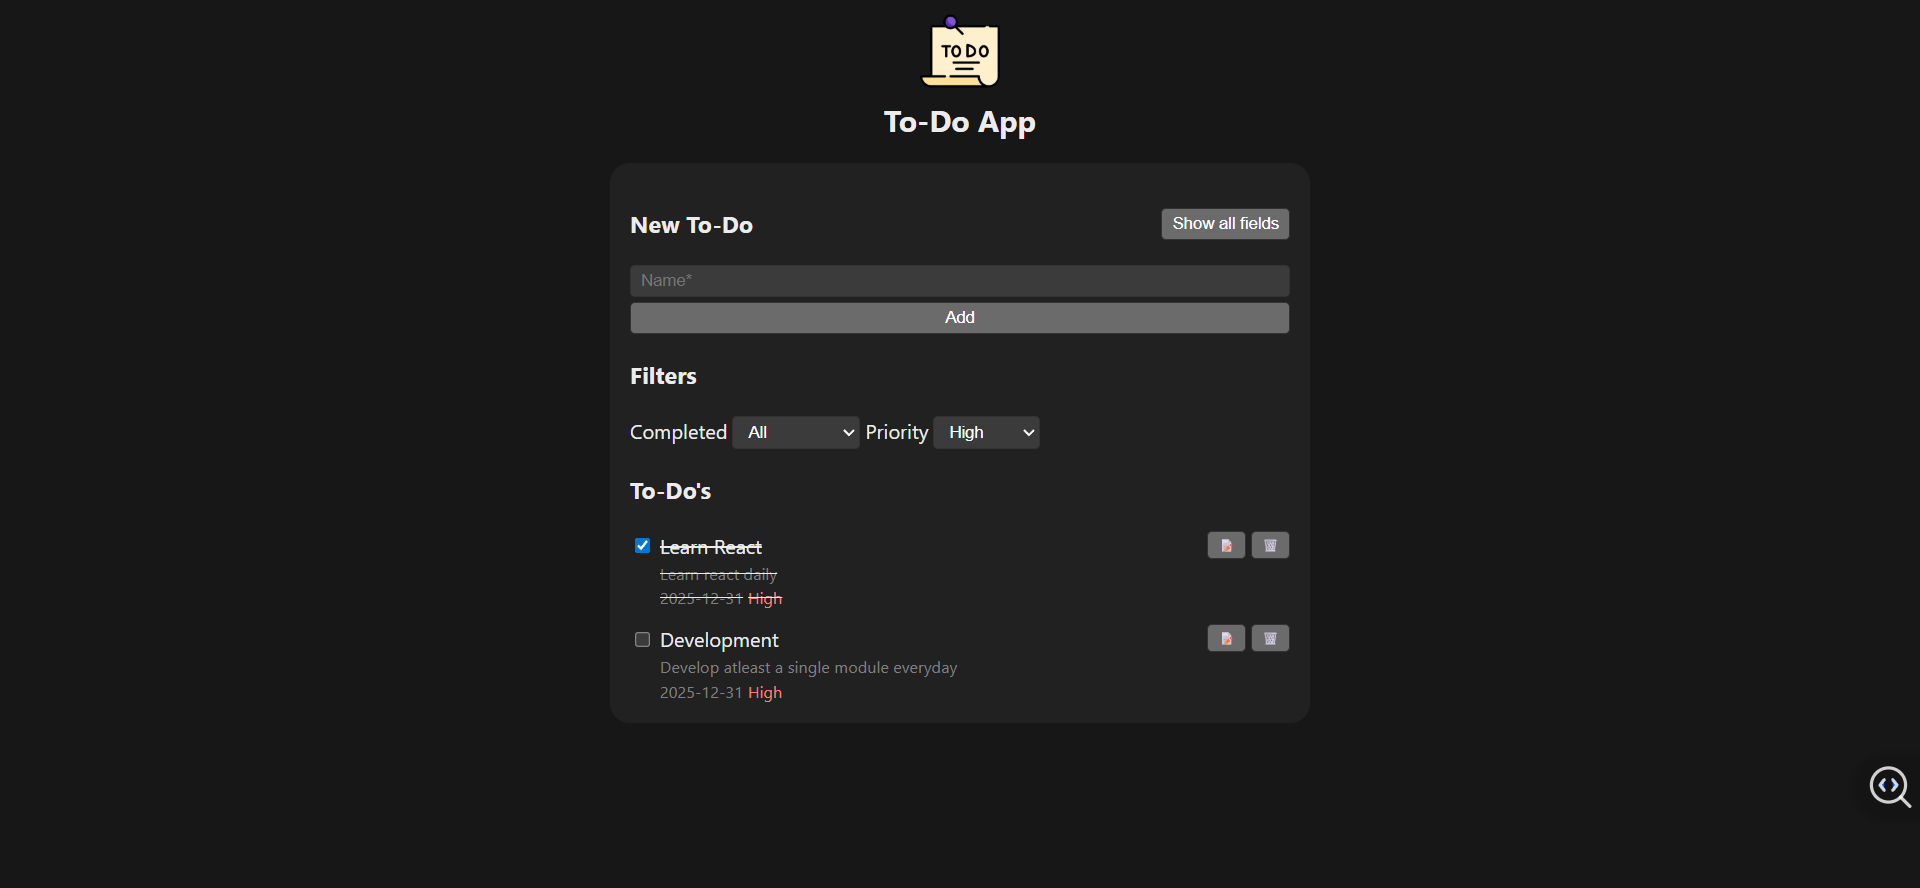 TO DO
To-Do App
New To-Do
Show all fields
Name*
Add
Filters
Completed All Priority High
To-Do's
Learn React
Learn react daily
2025-12-31 High
Development
Develop atleast a single module everyday
2025-12-31 High